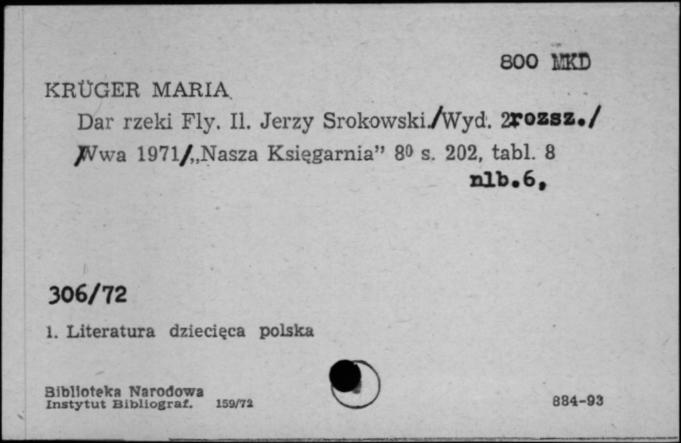 800 MKD
KRÜGER MARIA
Dar rzeki Fly. Il. Jerzy Srokowski./Wyd. 2rozsz./
/Wwa 1971/„Nasza Księgarnia” 8⁰ s. 202, tabl. 8
nlb.6,
306/72
1. Literatura dziecięca polska
Biblioteka Narodowa
Instytut Bibliograf. 159/72
884-93